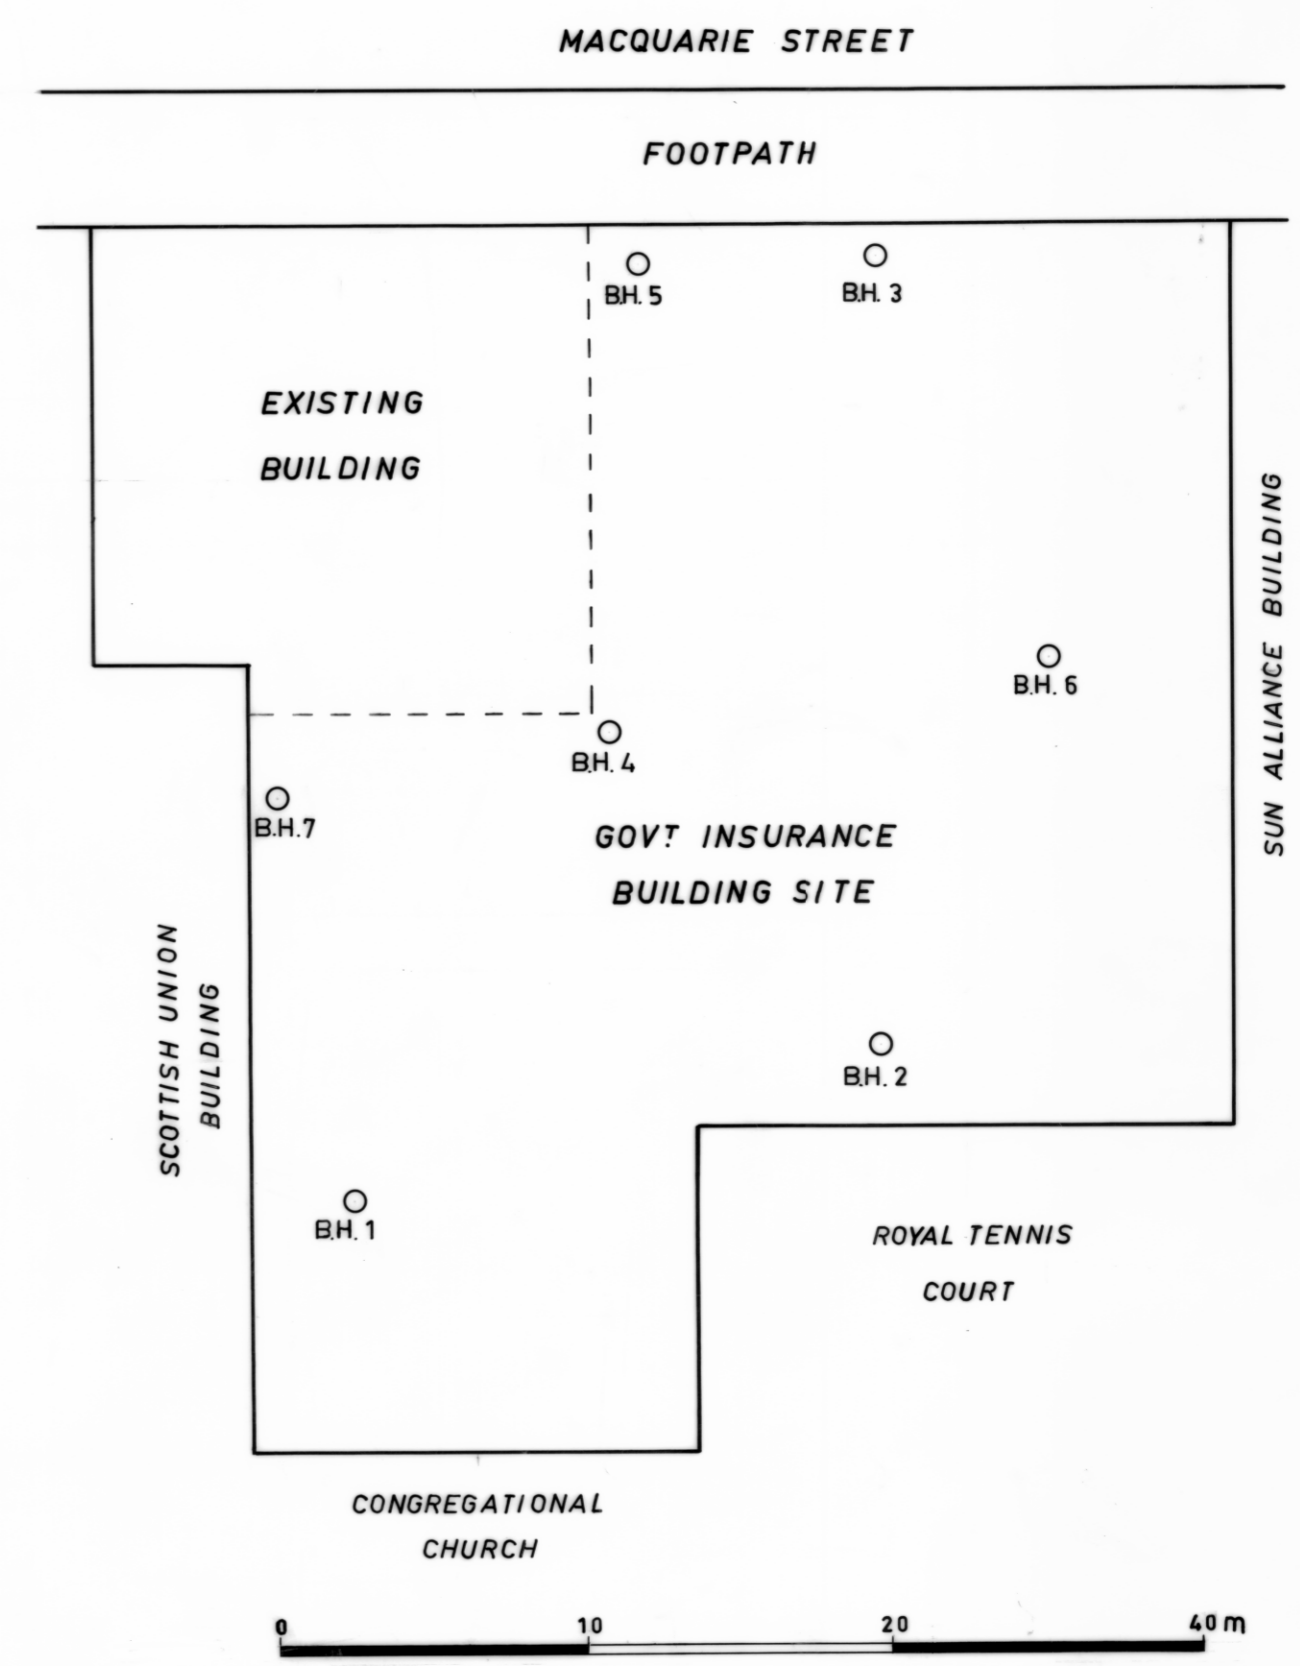 MACQUARIE STREET
FOOTPATH
B.H. 5
B.H. 3
EXISTING
BUILDING
SUN ALLIANCE BUILDING
B.H. 6
B.H. 4
B.H. 7
GOVT INSURANCE
BUILDING SITE
SCOTTISH UNION
BUILDING
B.H. 2
B.H. 1
ROYAL TENNIS
COURT
CONGREGATIONAL
CHURCH
0 10 20 40 m